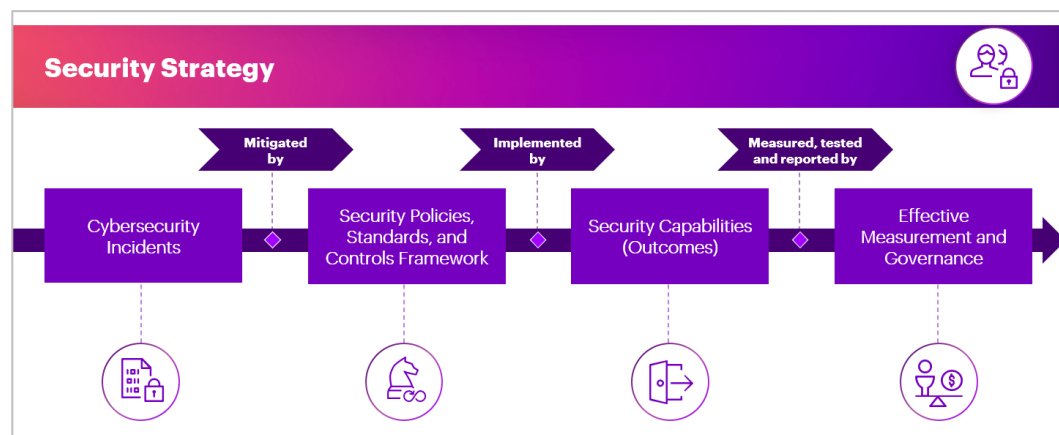 Security Strategy
Mitigated
by
Implemented
by
Measured, tested
and reported by
Cybersecurity
Incidents
Security Policies,
Standards, and
Controls Framework
Security Capabilities
(Outcomes)
Effective
Measurement and
Governance